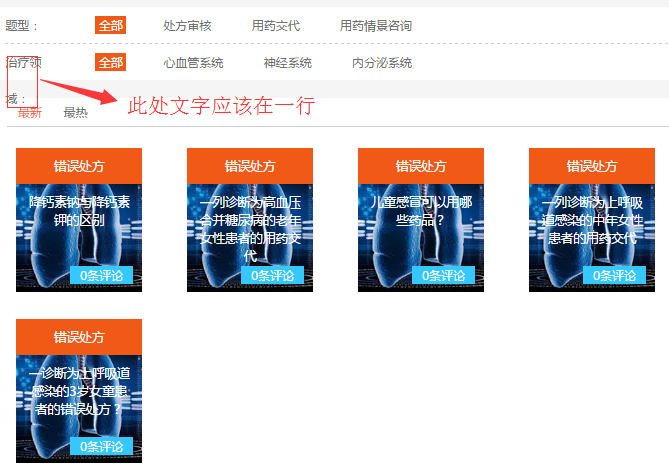 题型： 全部 处方审核 用药交代 用药情景咨询
治疗领 全部 心血管系统 神经系统 内分泌系统
域：
此处文字应该在一行
最新 最热
错误处方
降钙素钠与降钙素
钾的区别
0条评论
错误处方
一列诊断为高血压
合并糖尿病的老年
女性患者的用药交
代
0条评论
错误处方
儿童感冒可以用哪
些药品？
0条评论
错误处方
一列诊断为上呼吸
道感染的中年女性
患者的用药交代
0条评论
错误处方
一诊断为上呼吸道
感染的3岁女童患
者的错误处方？
0条评论